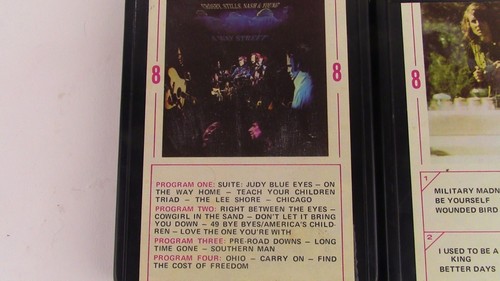 CROSBY, STILLS, NASH & YOUNG
4 WAY STREET
8
8
PROGRAM ONE: SUITE: JUDY BLUE EYES – ON
THE WAY HOME – TEACH YOUR CHILDREN
TRIAD – THE LEE SHORE – CHICAGO
PROGRAM TWO: RIGHT BETWEEN THE EYES –
COWGIRL IN THE SAND – DON'T LET IT BRING
YOU DOWN – 49 BYE BYES/AMERICA'S CHILD-
REN – LOVE THE ONE YOU'RE WITH
PROGRAM THREE: PRE-ROAD DOWNS – LONG
TIME GONE – SOUTHERN MAN
PROGRAM FOUR: OHIO – CARRY ON – FIND
THE COST OF FREEDOM
8
1
MILITARY MADN
BE YOURSELF
WOUNDED BIRD
2
I USED TO BE A
KING
BETTER DAYS